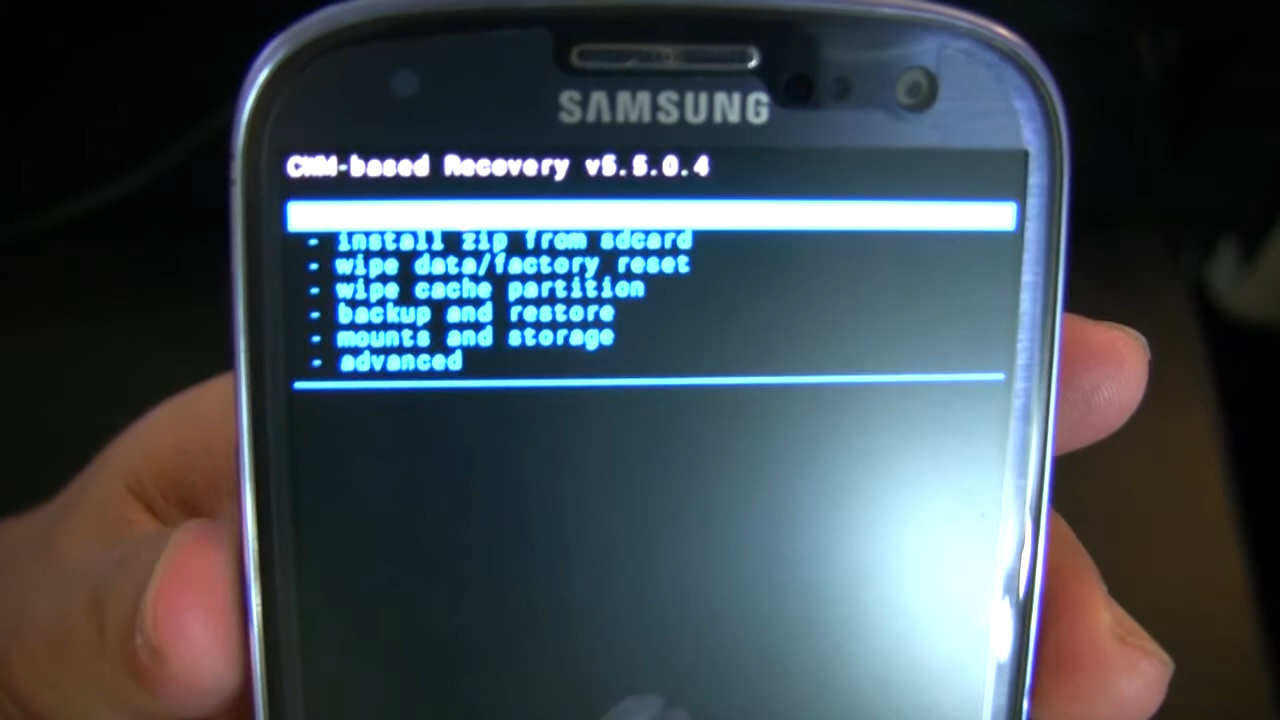 SAMSUNG
CWM-based Recovery v5.5.0.4
- install zip from sdcard
- wipe data/factory reset
- wipe cache partition
- backup and restore
- mounts and storage
- advanced